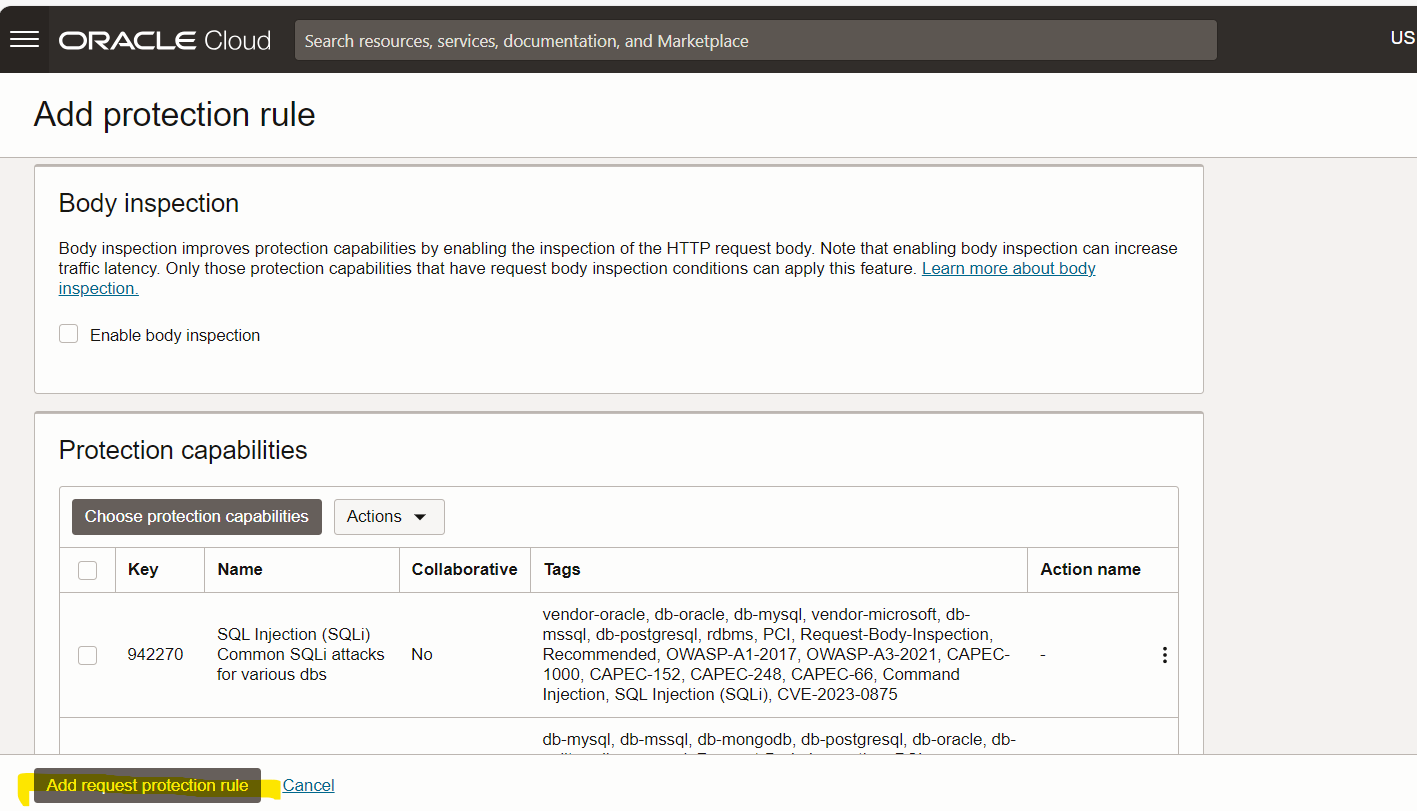 ORACLE Cloud
Search resources, services, documentation, and Marketplace
US
Add protection rule
Body inspection
Body inspection improves protection capabilities by enabling the inspection of the HTTP request body. Note that enabling body inspection can increase
traffic latency. Only those protection capabilities that have request body inspection conditions can apply this feature. Learn more about body
inspection.
Enable body inspection
Protection capabilities
Choose protection capabilities
Actions
Key
Name
Collaborative
Tags
Action name
942270
SQL Injection (SQLi)
Common SQLi attacks
for various dbs
No
vendor-oracle, db-oracle, db-mysql, vendor-microsoft, db-
mssql, db-postgresql, rdbms, PCI, Request-Body-Inspection,
Recommended, OWASP-A1-2017, OWASP-A3-2021, CAPEC-
1000, CAPEC-152, CAPEC-248, CAPEC-66, Command
Injection, SQL Injection (SQLi), CVE-2023-0875
-
db-mysql, db-mssql, db-mongodb, db-postgresql, db-oracle, db-
Add request protection rule
Cancel